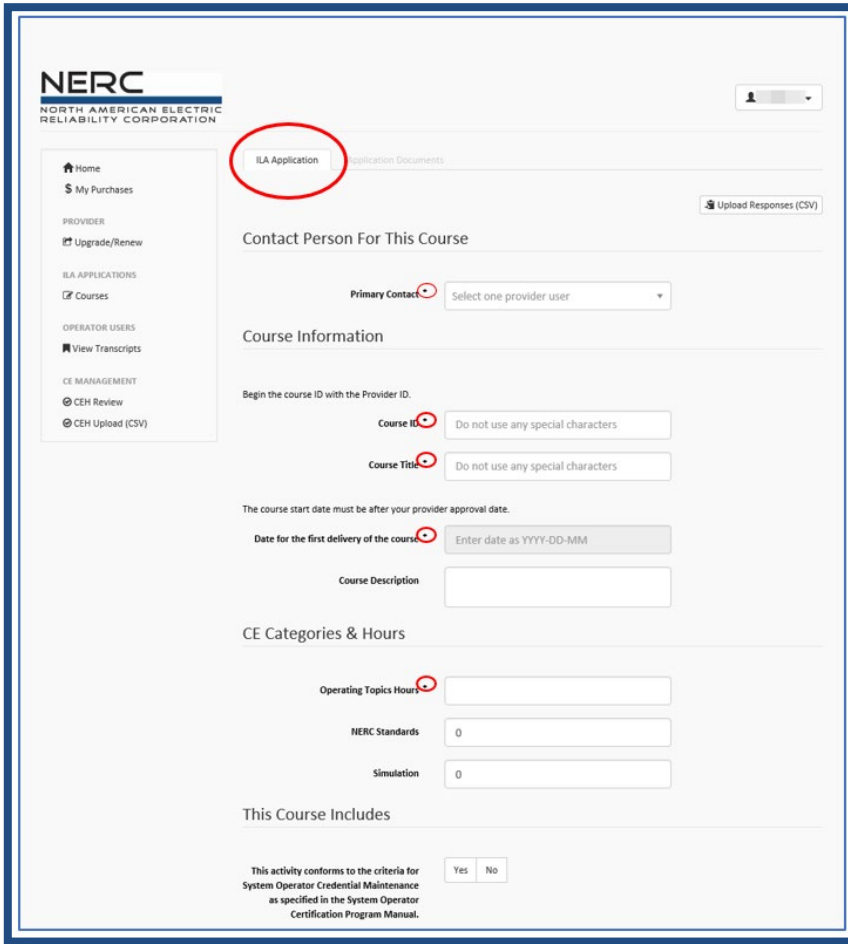 NERC
NORTH AMERICAN ELECTRIC
RELIABILITY CORPORATION
Home
$ My Purchases
PROVIDER
Upgrade/Renew
ILA APPLICATIONS
Courses
OPERATOR USERS
View Transcripts
CE MANAGEMENT
CEH Review
CEH Upload (CSV)
ILA Application
Application Documents
Upload Responses (CSV)
Contact Person For This Course
Primary Contact *
Select one provider user
Course Information
Begin the course ID with the Provider ID.
Course ID *
Do not use any special characters
Course Title *
Do not use any special characters
The course start date must be after your provider approval date.
Date for the first delivery of the course *
Enter date as YYYY-DD-MM
Course Description
CE Categories & Hours
Operating Topics Hours *
NERC Standards
0
Simulation
0
This Course Includes
This activity conforms to the criteria for
System Operator Credential Maintenance
as specified in the System Operator
Certification Program Manual.
Yes No